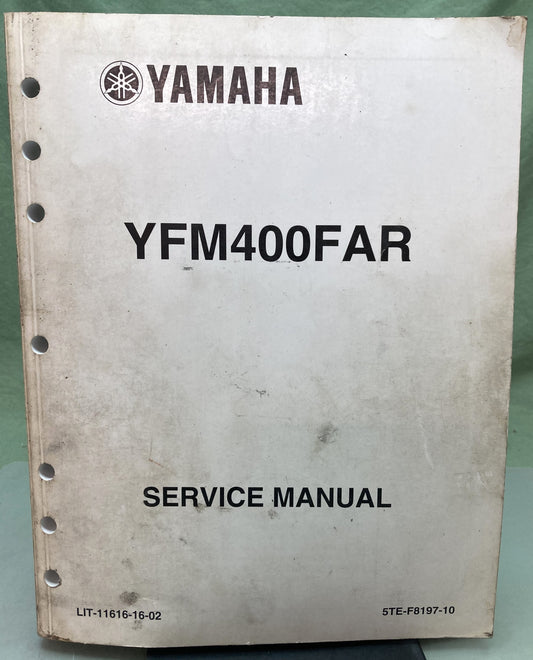 YAMAHA
YFM400FAR
SERVICE MANUAL
LIT-11616-16-02
5TE-F8197-10